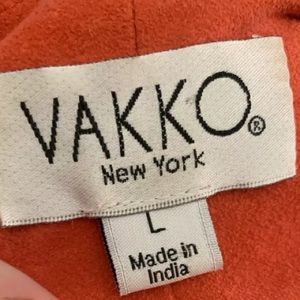 VAKKO®
New York
L
Made in
India